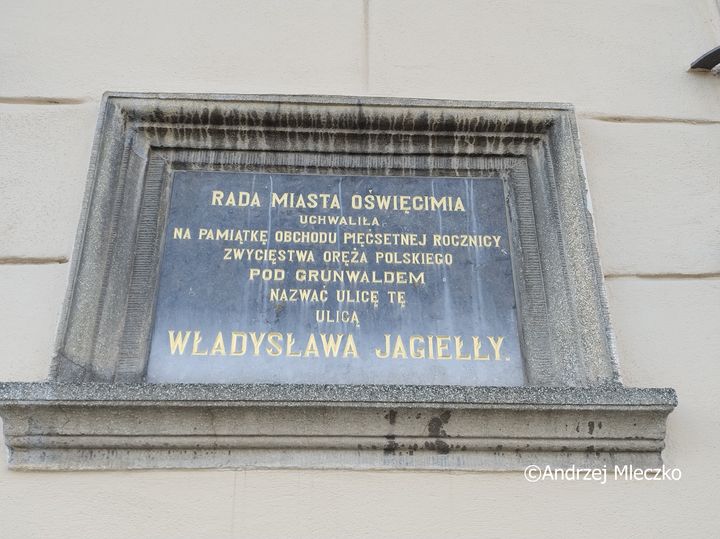 RADA MIASTA OŚWIĘCIMIA
UCHWALIŁA
NA PAMIĄTKĘ OBCHODU PIĘĆSETNEJ ROCZNICY
ZWYCIĘSTWA ORĘŻA POLSKIEGO
POD GRUNWALDEM
NAZWAĆ ULICĘ TĘ
ULICĄ
WŁADYSŁAWA JAGIEŁŁY.
©Andrzej Mleczko